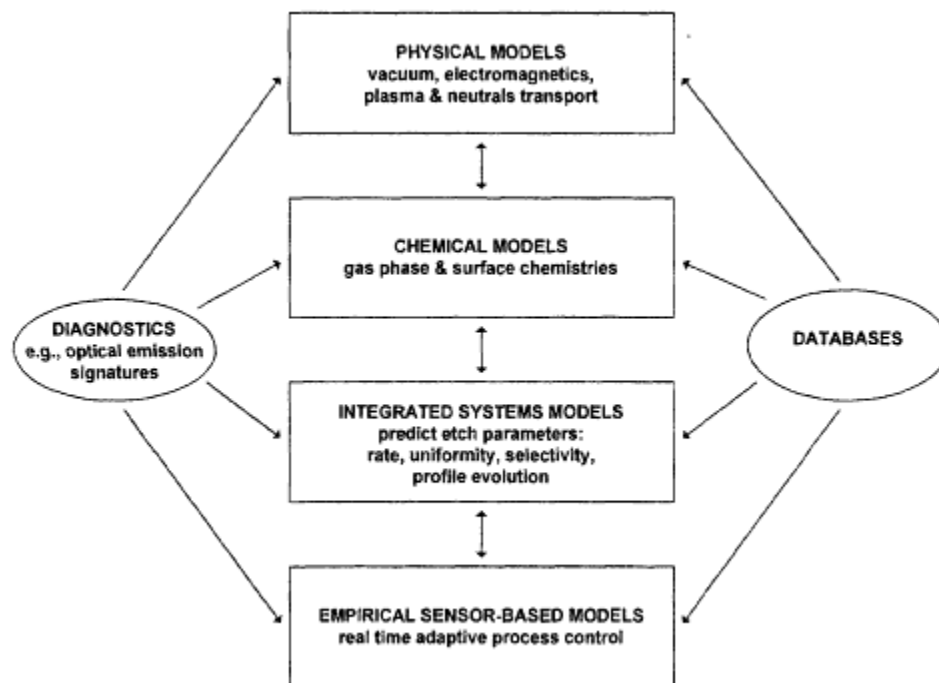 PHYSICAL MODELS
vacuum, electromagnetics,
plasma & neutrals transport
CHEMICAL MODELS
gas phase & surface chemistries
DIAGNOSTICS
e.g., optical emission
signatures
DATABASES
INTEGRATED SYSTEMS MODELS
predict etch parameters:
rate, uniformity, selectivity,
profile evolution
EMPIRICAL SENSOR-BASED MODELS
real time adaptive process control